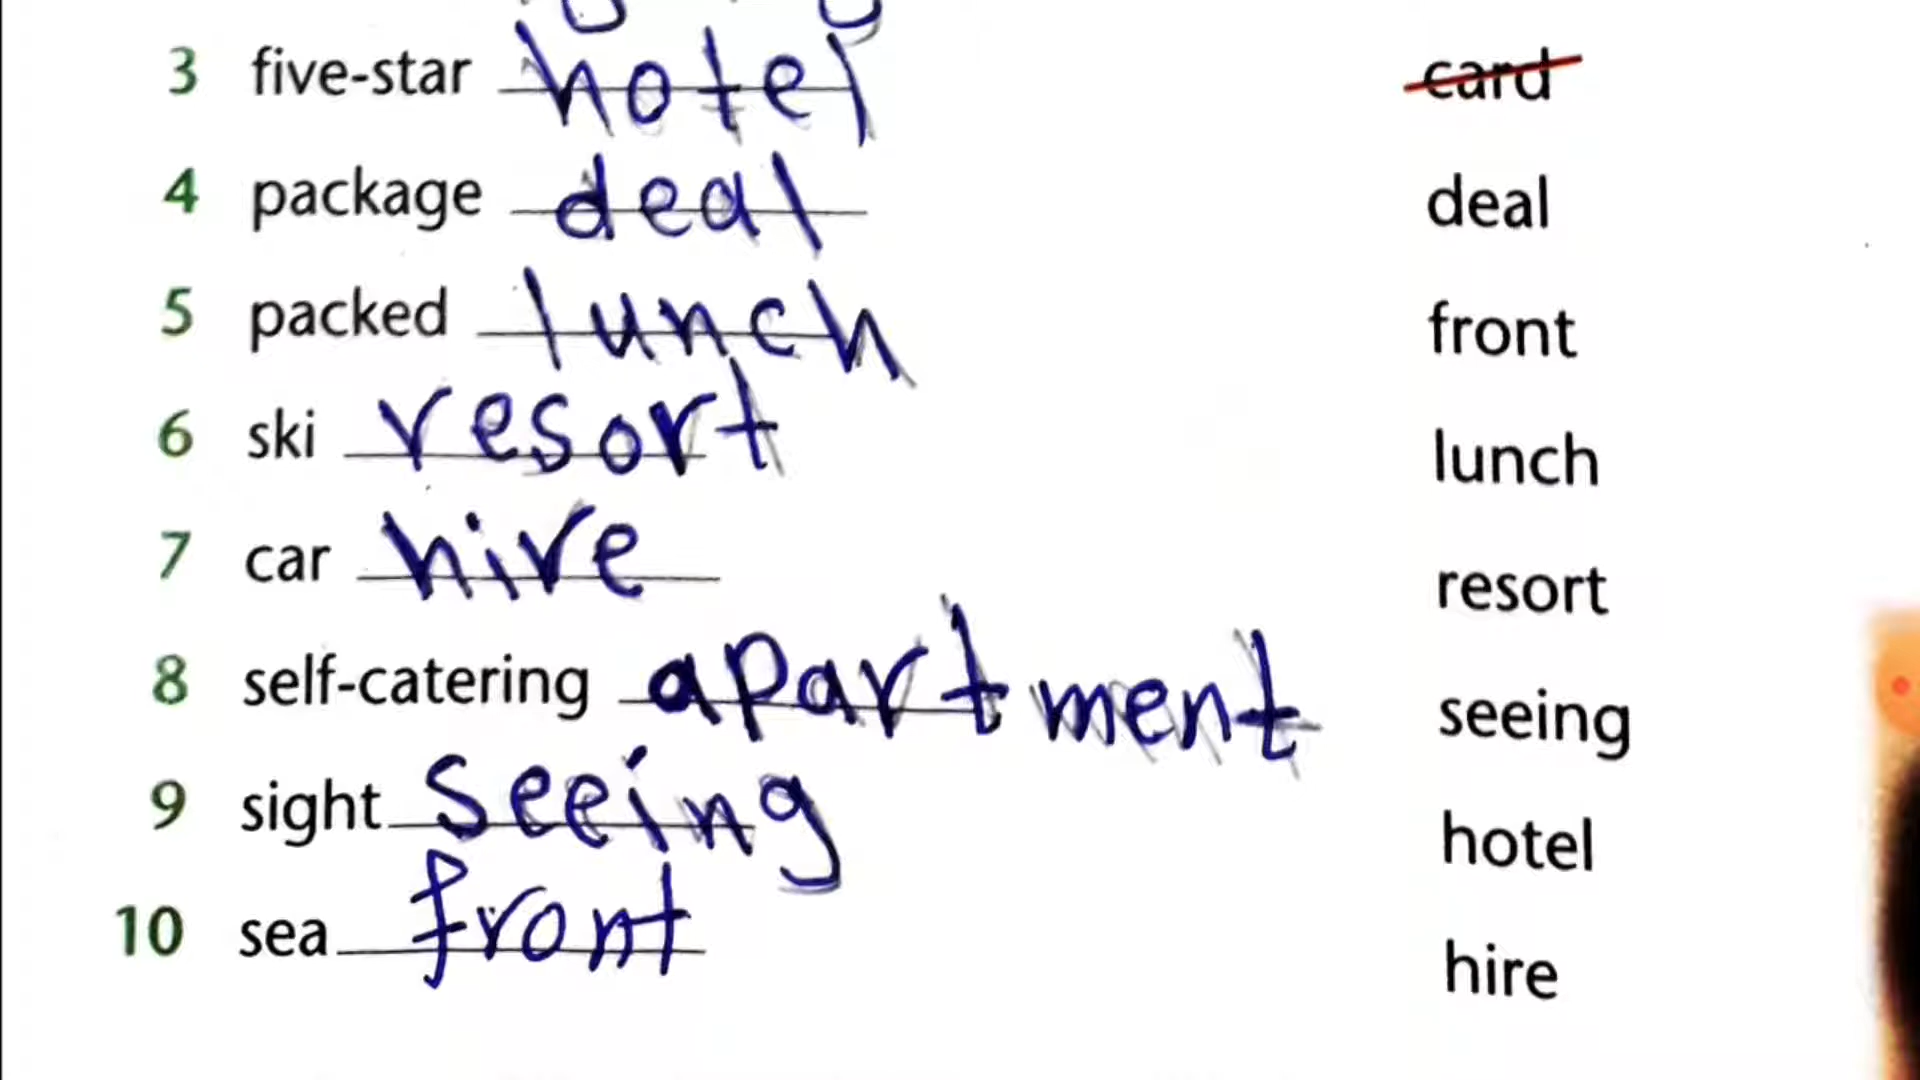 3 five-star hotel
4 package deal
5 packed lunch
6 ski resort
7 car hire
8 self-catering apartment
9 sight seeing
10 sea front
card
deal
front
lunch
resort
seeing
hotel
hire